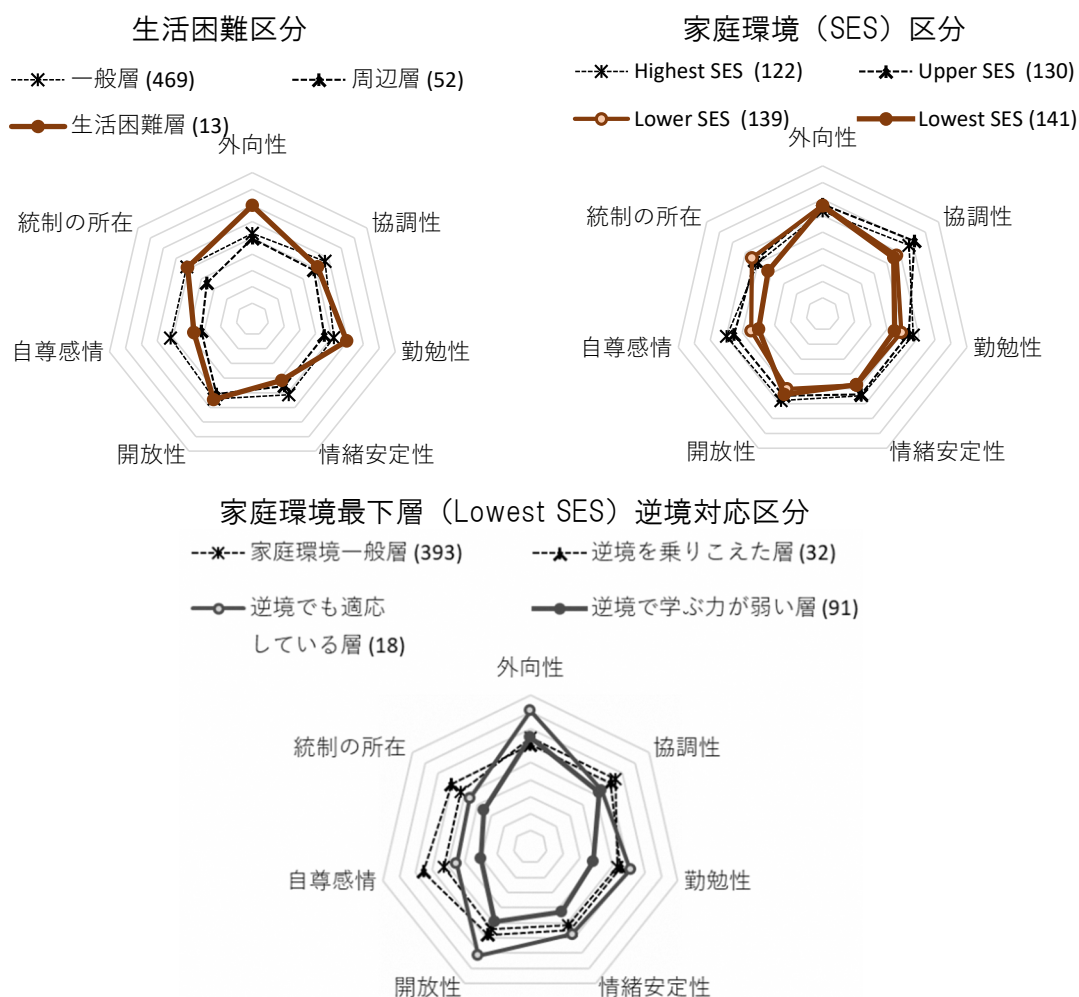 生活困難区分
一般層 (469)
周辺層 (52)
生活困難層 (13)
外向性
協調性
勤勉性
情緒安定性
開放性
自尊感情
統制の所在
家庭環境（SES）区分
Highest SES (122)
Upper SES (130)
Lower SES (139)
Lowest SES (141)
外向性
協調性
勤勉性
情緒安定性
開放性
自尊感情
統制の所在
家庭環境最下層（Lowest SES）逆境対応区分
家庭環境一般層 (393)
逆境を乗りこえた層 (32)
逆境でも適応
している層 (18)
逆境で学ぶ力が弱い層 (91)
外向性
協調性
勤勉性
情緒安定性
開放性
自尊感情
統制の所在